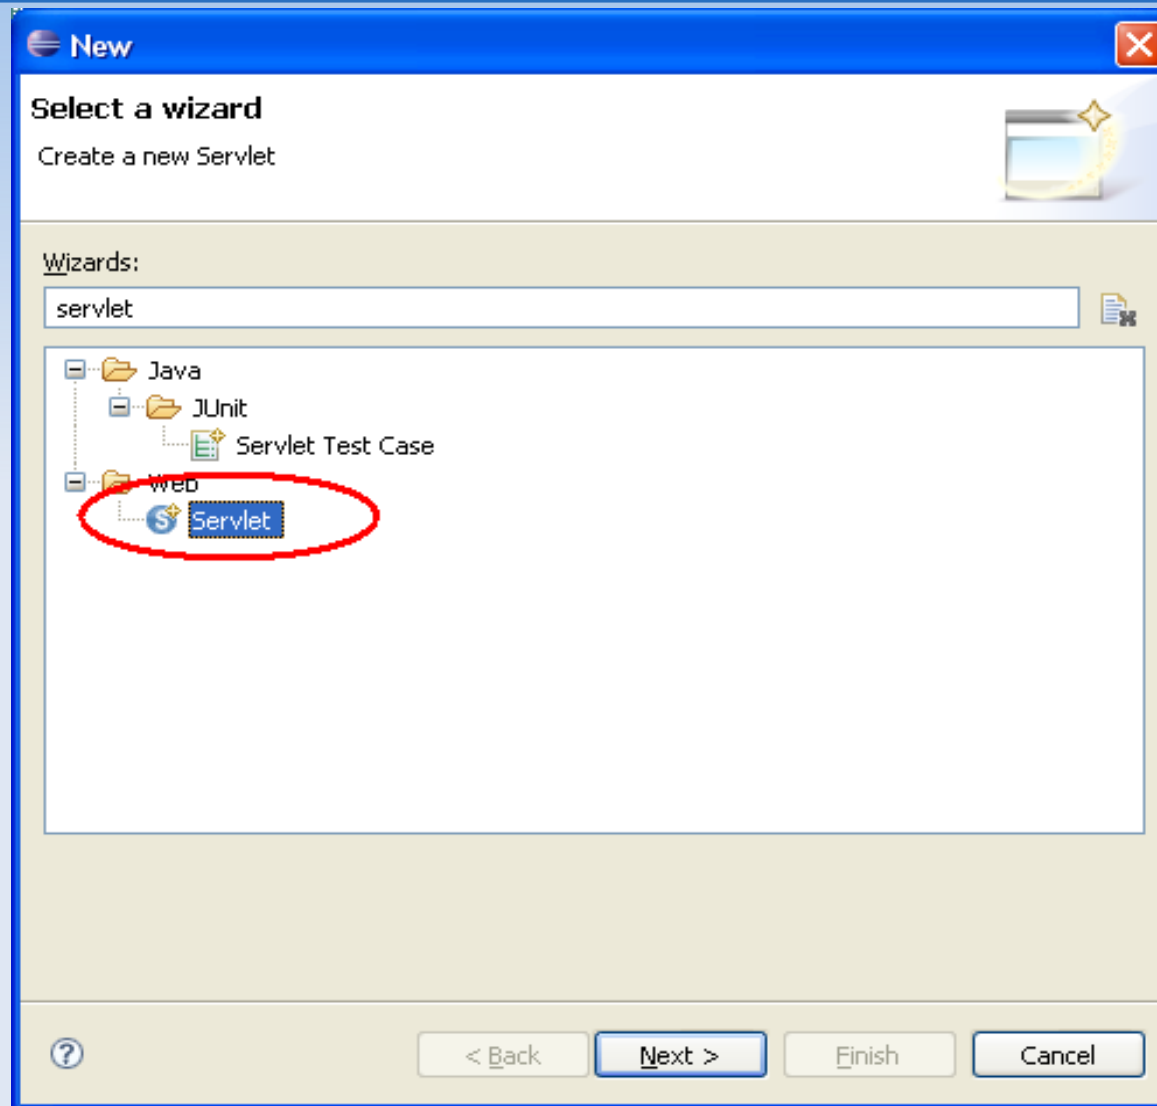 New
Select a wizard
Create a new Servlet
Wizards:
servlet
Java
JUnit
Servlet Test Case
Web
Servlet
< Back Next > Finish Cancel